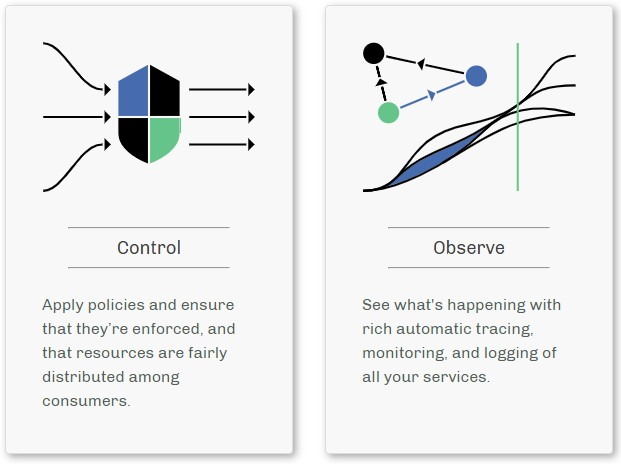 Control
Apply policies and ensure
that they're enforced, and
that resources are fairly
distributed among
consumers.
Observe
See what's happening with
rich automatic tracing,
monitoring, and logging of
all your services.